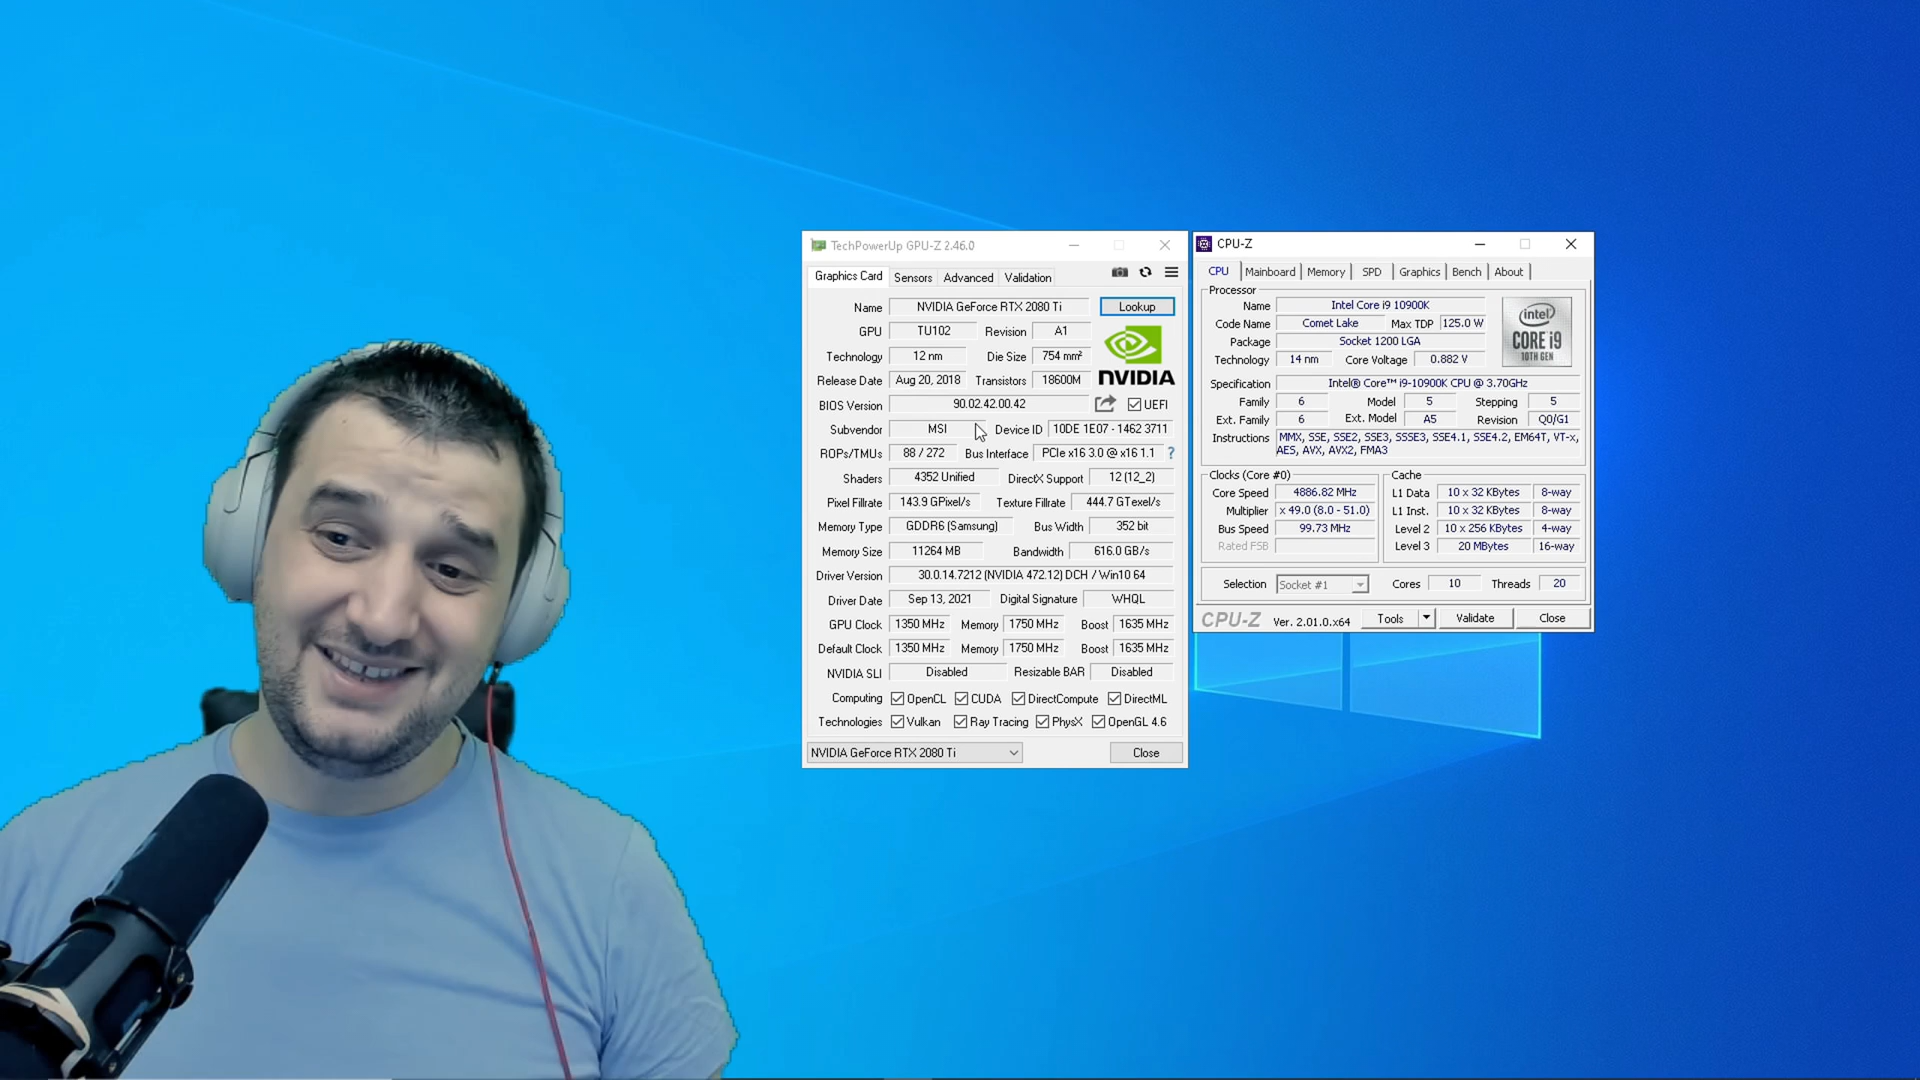 TechPowerUp GPU-Z 2.46.0
Graphics Card Sensors Advanced Validation
Name NVIDIA GeForce RTX 2080 Ti Lookup
GPU TU102 Revision A1
Technology 12 nm Die Size 754 mm²
Release Date Aug 20, 2018 Transistors 18600M
NVIDIA
BIOS Version 90.02.42.00.42 UEFI
Subvendor MSI Device ID 10DE 1E07 - 1462 3711
ROPs/TMUs 88 / 272 Bus Interface PCIe x16 3.0 @ x16 1.1 ?
Shaders 4352 Unified DirectX Support 12 (12_2)
Pixel Fillrate 143.9 GPixel/s Texture Fillrate 444.7 GTexel/s
Memory Type GDDR6 (Samsung) Bus Width 352 bit
Memory Size 11264 MB Bandwidth 616.0 GB/s
Driver Version 30.0.14.7212 (NVIDIA 472.12) DCH / Win10 64
Driver Date Sep 13, 2021 Digital Signature WHQL
GPU Clock 1350 MHz Memory 1750 MHz Boost 1635 MHz
Default Clock 1350 MHz Memory 1750 MHz Boost 1635 MHz
NVIDIA SLI Disabled Resizable BAR Disabled
Computing OpenCL CUDA DirectCompute DirectML
Technologies Vulkan Ray Tracing PhysX OpenGL 4.6
NVIDIA GeForce RTX 2080 Ti Close
CPU-Z
CPU Mainboard Memory SPD Graphics Bench About
Processor
Name Intel Core i9 10900K
Code Name Comet Lake Max TDP 125.0 W
Package Socket 1200 LGA
Technology 14 nm Core Voltage 0.882 V
intel
CORE i9
10TH GEN
Specification Intel® Core™ i9-10900K CPU @ 3.70GHz
Family 6 Model 5 Stepping 5
Ext. Family 6 Ext. Model A5 Revision Q0/G1
Instructions MMX, SSE, SSE2, SSE3, SSSE3, SSE4.1, SSE4.2, EM64T, VT-x,
AES, AVX, AVX2, FMA3
Clocks (Core #0)
Core Speed 4886.82 MHz
Multiplier x 49.0 (8.0 - 51.0)
Bus Speed 99.73 MHz
Rated FSB
Cache
L1 Data 10 x 32 KBytes 8-way
L1 Inst. 10 x 32 KBytes 8-way
Level 2 10 x 256 KBytes 4-way
Level 3 20 MBytes 16-way
Selection Socket #1 Cores 10 Threads 20
CPU-Z Ver. 2.01.0.x64 Tools Validate Close